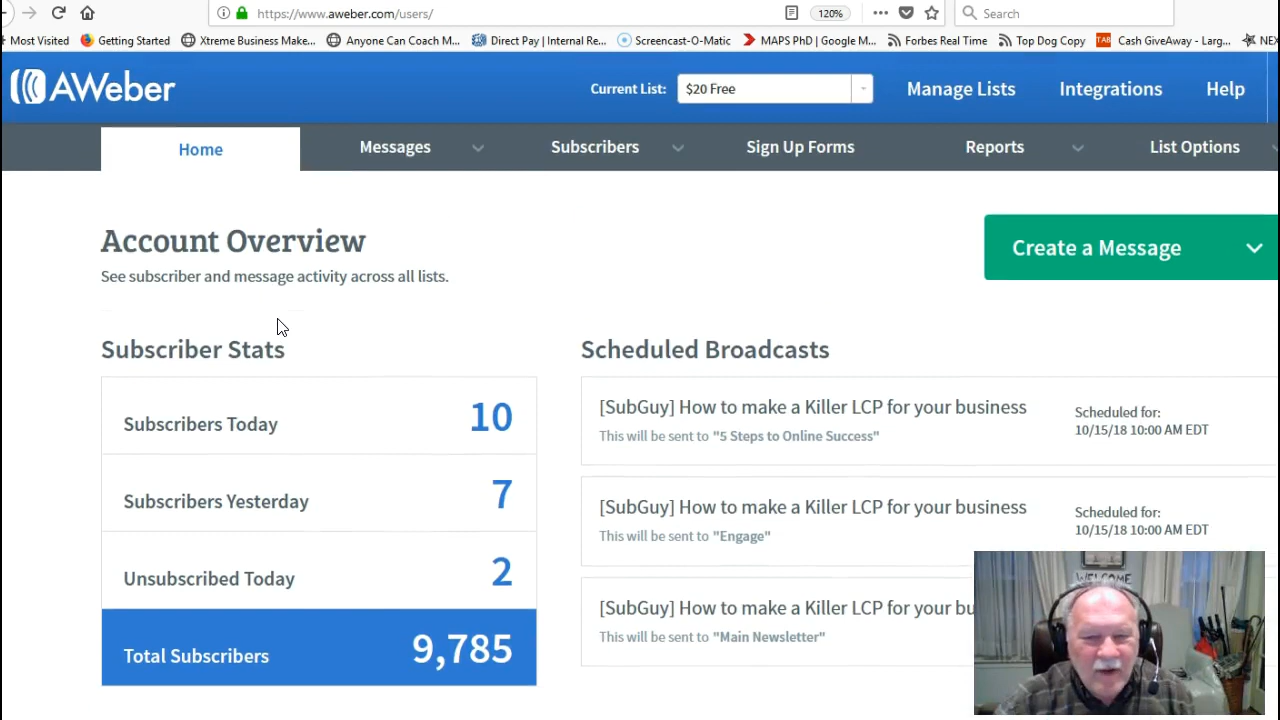 https://www.aweber.com/users/
120%
Search
Most Visited
Getting Started
Xtreme Business Make...
Anyone Can Coach M...
Direct Pay | Internal Re...
Screencast-O-Matic
MAPS PhD | Google M...
Forbes Real Time
Top Dog Copy
TAB
Cash GiveAway - Larg...
NEX
AWeber
Current List:
$20 Free
Manage Lists
Integrations
Help
Home
Messages
Subscribers
Sign Up Forms
Reports
List Options
Account Overview
See subscriber and message activity across all lists.
Create a Message
Subscriber Stats
Subscribers Today
10
Subscribers Yesterday
7
Unsubscribed Today
2
Total Subscribers
9,785
Scheduled Broadcasts
[SubGuy] How to make a Killer LCP for your business
This will be sent to "5 Steps to Online Success"
Scheduled for:
10/15/18 10:00 AM EDT
[SubGuy] How to make a Killer LCP for your business
This will be sent to "Engage"
Scheduled for:
10/15/18 10:00 AM EDT
[SubGuy] How to make a Killer LCP for your bu
This will be sent to "Main Newsletter"
WELCOME